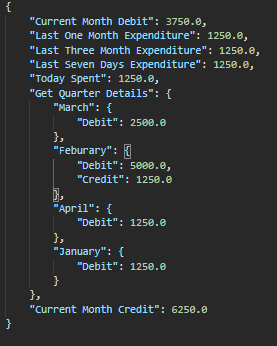 {
    "Current Month Debit": 3750.0,
    "Last One Month Expenditure": 1250.0,
    "Last Three Month Expenditure": 1250.0,
    "Last Seven Days Expenditure": 1250.0,
    "Today Spent": 1250.0,
    "Get Quarter Details": {
        "March": {
            "Debit": 2500.0
        },
        "Feburary": {
            "Debit": 5000.0,
            "Credit": 1250.0
        },
        "April": {
            "Debit": 1250.0
        },
        "January": {
            "Debit": 1250.0
        }
    },
    "Current Month Credit": 6250.0
}